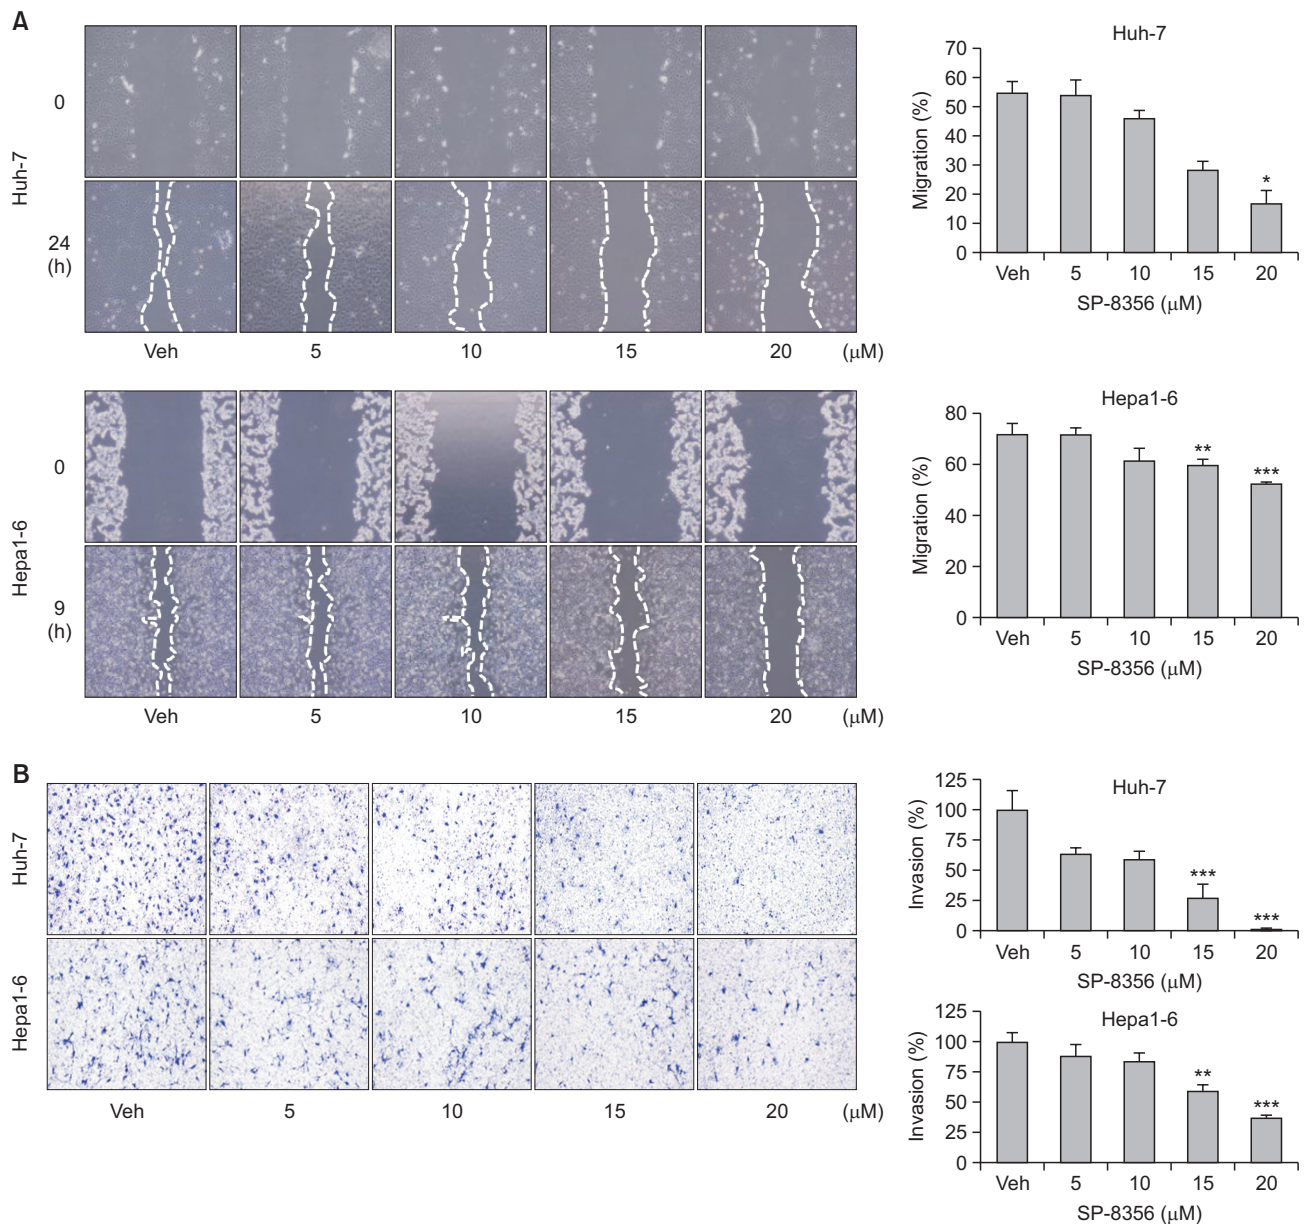 A
0
Huh-7
24
(h)
Veh 5 10 15 20 (μM)
Huh-7
Migration (%)
70
60
50
40
30
20
10
0
*
Veh 5 10 15 20
SP-8356 (μM)
0
Hepa1-6
9
(h)
Veh 5 10 15 20 (μM)
Hepa1-6
Migration (%)
80
60
40
20
0
** ***
Veh 5 10 15 20
SP-8356 (μM)
B
Huh-7
Hepa1-6
Veh 5 10 15 20 (μM)
Huh-7
Invasion (%)
125
100
75
50
25
0
*** ***
Veh 5 10 15 20
SP-8356 (μM)
Hepa1-6
Invasion (%)
125
100
75
50
25
0
** ***
Veh 5 10 15 20
SP-8356 (μM)